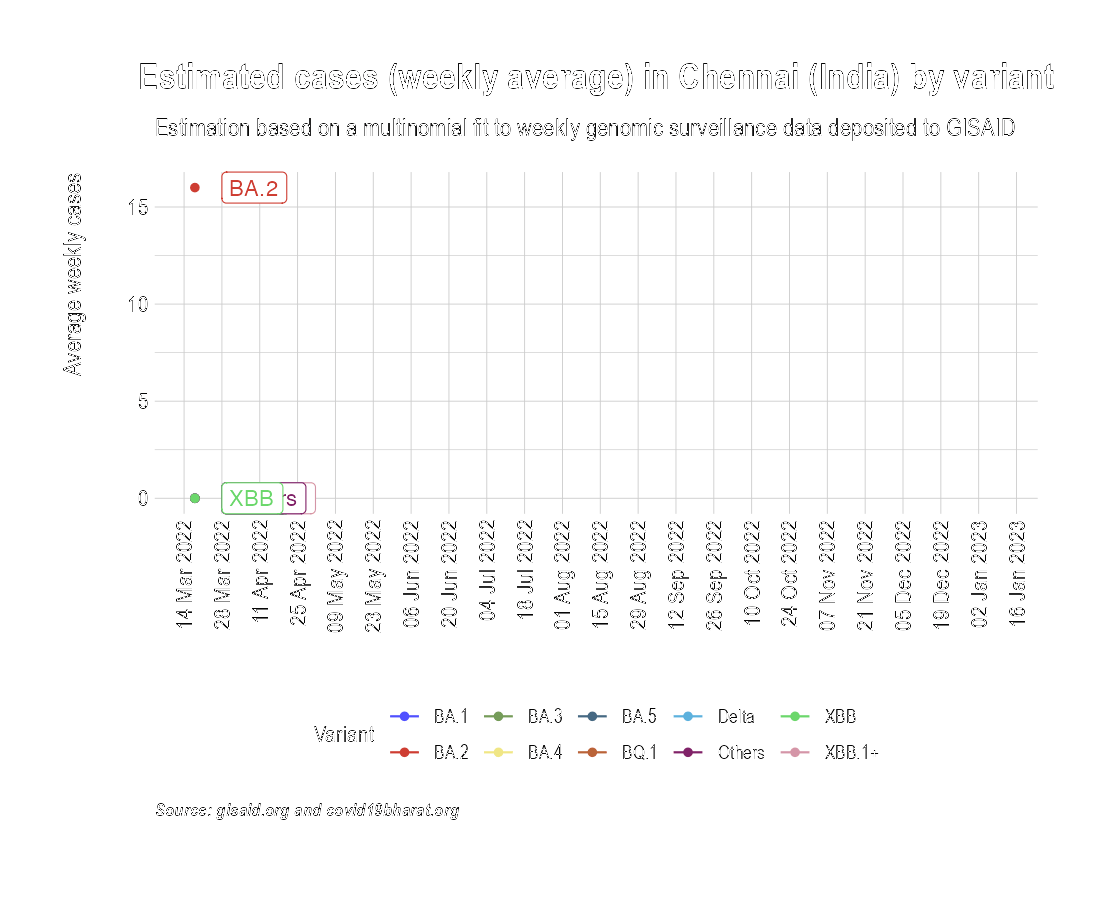 Estimated cases (weekly average) in Chennai (India) by variant
Estimation based on a multinomial fit to weekly genomic surveillance data deposited to GISAID
Average weekly cases
15
10
5
0
BA.2
XBB
rs
14 Mar 2022
28 Mar 2022
11 Apr 2022
25 Apr 2022
09 May 2022
23 May 2022
06 Jun 2022
20 Jun 2022
04 Jul 2022
18 Jul 2022
01 Aug 2022
15 Aug 2022
29 Aug 2022
12 Sep 2022
26 Sep 2022
10 Oct 2022
24 Oct 2022
07 Nov 2022
21 Nov 2022
05 Dec 2022
19 Dec 2022
02 Jan 2023
16 Jan 2023
Variant
BA.1 BA.3 BA.5 Delta XBB
BA.2 BA.4 BQ.1 Others XBB.1+
Source: gisaid.org and covid19bharat.org